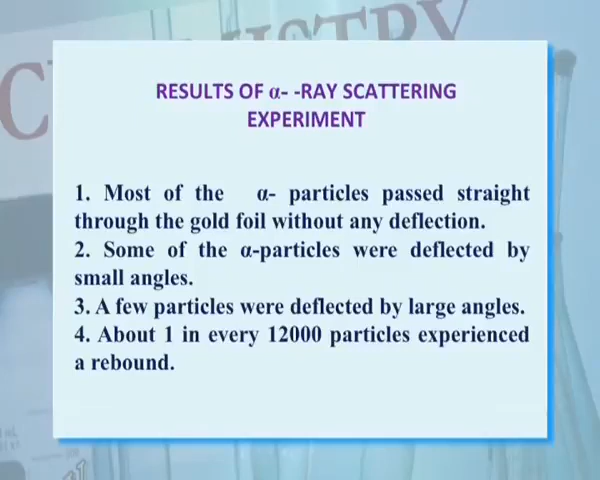 CHEMISTRY
RESULTS OF α- -RAY SCATTERING
EXPERIMENT
1. Most of the α- particles passed straight
through the gold foil without any deflection.
2. Some of the α-particles were deflected by
small angles.
3. A few particles were deflected by large angles.
4. About 1 in every 12000 particles experienced
a rebound.